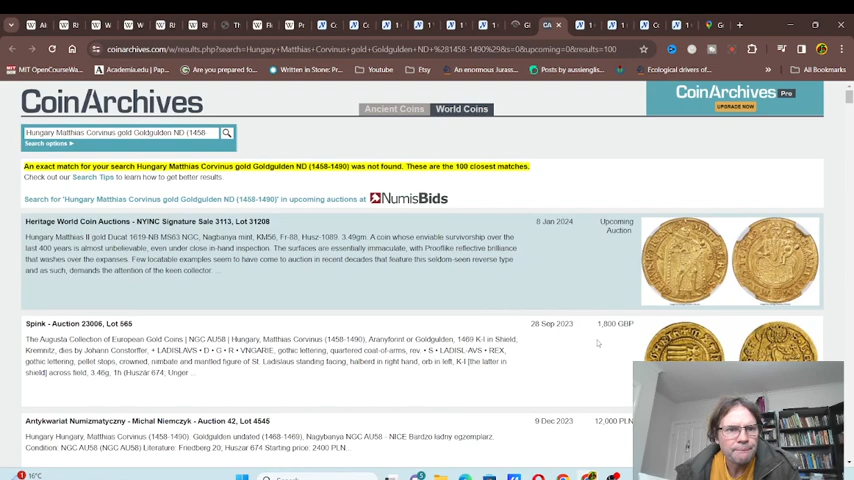 CA
coinarchives.com/w/results.php?search=Hungary+Matthias+Corvinus+gold+Goldgulden+ND+%281458-1490%29&s=0&upcoming=0&results=100
MIT OpenCourseWa...
Academia.edu | Pap...
Are you prepared fo...
Written in Stone: Pr...
Youtube
Etsy
An enormous Jurass...
Posts by aussienglis...
Ecological drivers of...
»
All Bookmarks
CoinArchives
Ancient Coins
World Coins
CoinArchives Pro
UPGRADE NOW
Hungary Matthias Corvinus gold Goldgulden ND (1458-
Search options
An exact match for your search Hungary Matthias Corvinus gold Goldgulden ND (1458-1490) was not found. These are the 100 closest matches.
Check out our Search Tips to learn how to get better results.
Search for 'Hungary Matthias Corvinus gold Goldgulden ND (1458-1490)' in upcoming auctions at NumisBids
Heritage World Coin Auctions - NYINC Signature Sale 3113, Lot 31208
8 Jan 2024
Upcoming
Auction
Hungary Matthias II gold Ducat 1619-NB MS63 NGC, Nagbanya mint, KM56, Fr-88, Husz-1089. 3.49gm. A coin whose enviable survivorship over the
last 400 years is almost unbelievable, even under close in-hand inspection. The surfaces are essentially immaculate, with Prooflike reflective brilliance
that washes over the expanses. Few locatable examples seem to have come to auction in recent decades that feature this seldom-seen reverse type
and as such, demands the attention of the keen collector. ...
Spink - Auction 23006, Lot 565
28 Sep 2023
1,800 GBP
The Augusta Collection of European Gold Coins | NGC AU58 | Hungary, Matthias Corvinus (1458-1490), Aranyforint or Goldgulden, 1469 K-I in Shield,
Kremnitz, dies by Johann Constorffer, + LADISLAVS • D • G • R • VNGARIE, gothic lettering, quartered coat-of-arms, rev. • S • LADISL-AVS • REX,
gothic lettering, pellet stops, crowned, nimbate and mantled figure of St. Ladislaus standing facing, halberd in right hand, orb in left, K-I [the latter in
shield] across field, 3.46g, 1h (Huszár 674; Unger ...
Antykwariat Numizmatyczny - Michal Niemczyk - Auction 42, Lot 4545
9 Dec 2023
12,000 PLN
Hungary Hungary, Matthias Corvinus (1458-1490). Goldgulden undated (1468-1469), Nagybanya NGC AU58 - NICE Bardzo ładny egzemplarz.
Condition: NGC AU58 (NGC AU58) Literature: Friedberg 20, Huszar 674 Starting price: 2400 PLN...
16°C
Search